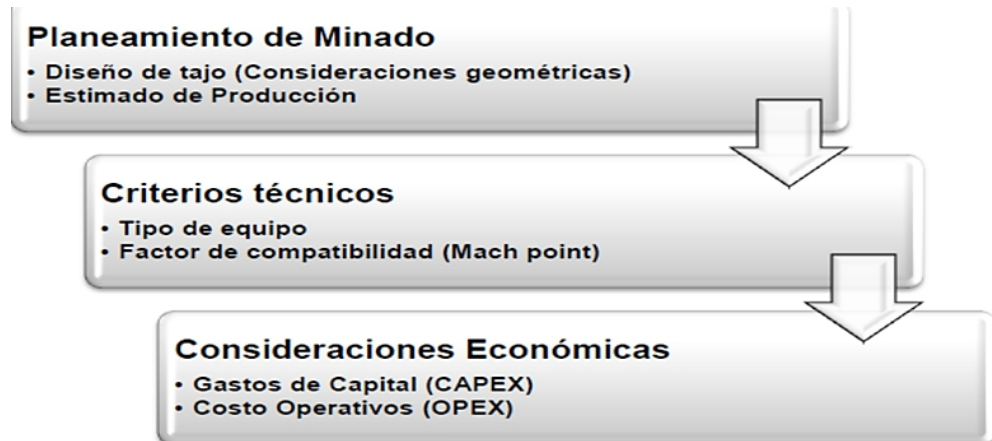 Planeamiento de Minado
• Diseño de tajo (Consideraciones geométricas)
• Estimado de Producción
Criterios técnicos
• Tipo de equipo
• Factor de compatibilidad (Mach point)
Consideraciones Económicas
• Gastos de Capital (CAPEX)
• Costo Operativos (OPEX)